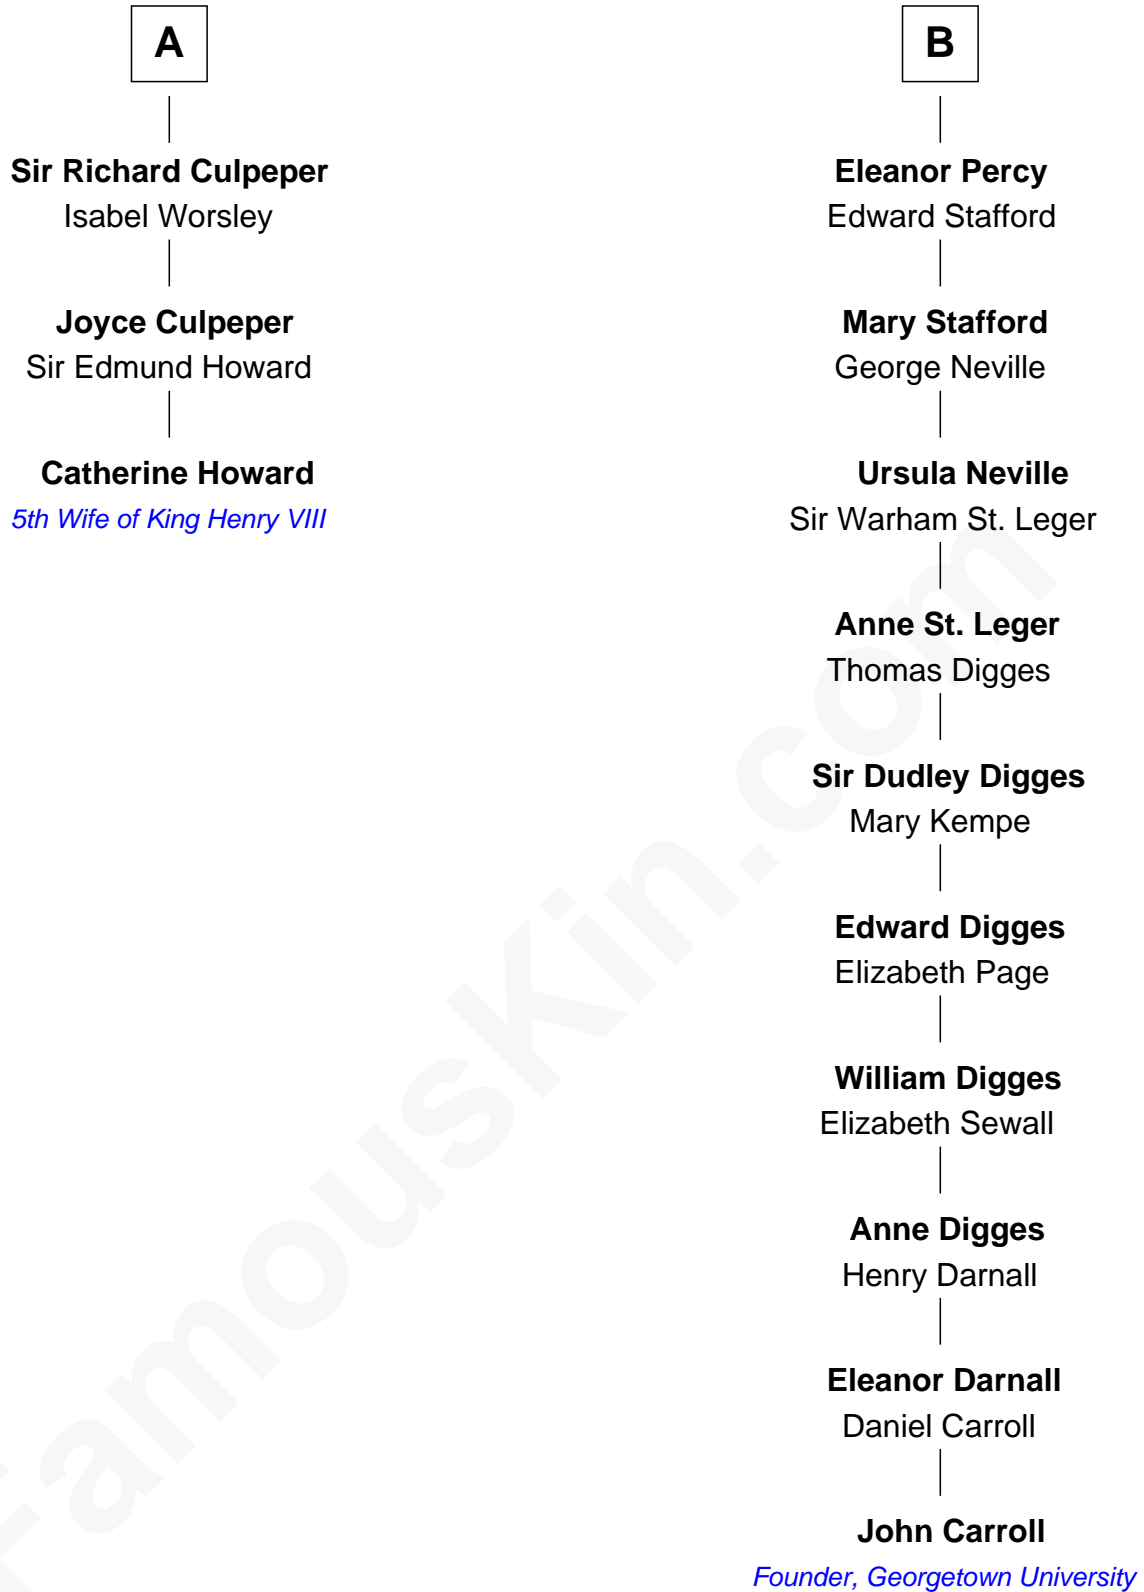 A
Sir Richard Culpeper
Isabel Worsley
Joyce Culpeper
Sir Edmund Howard
Catherine Howard
5th Wife of King Henry VIII
B
Eleanor Percy
Edward Stafford
Mary Stafford
George Neville
Ursula Neville
Sir Warham St. Leger
Anne St. Leger
Thomas Digges
Sir Dudley Digges
Mary Kempe
Edward Digges
Elizabeth Page
William Digges
Elizabeth Sewall
Anne Digges
Henry Darnall
Eleanor Darnall
Daniel Carroll
John Carroll
Founder, Georgetown University
FamousKin.com